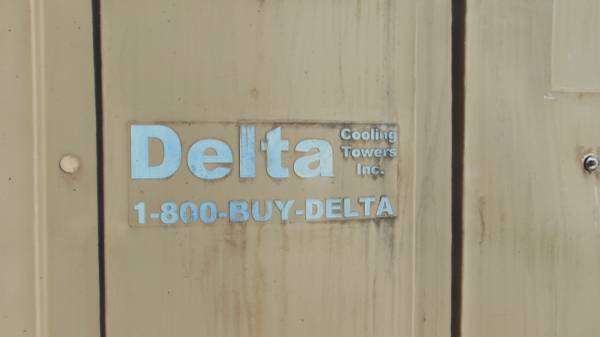 Delta
Cooling
Towers
Inc.
1-800-BUY-DELTA